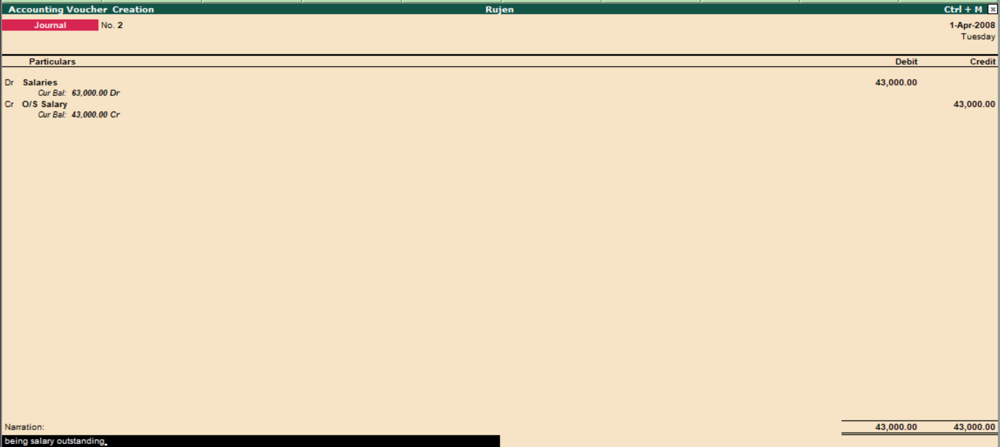 Accounting Voucher Creation Rujen Ctrl + M
Journal No. 2 1-Apr-2008
Tuesday
Particulars Debit Credit
Dr Salaries 43,000.00
Cur Bal: 63,000.00 Dr
Cr O/S Salary 43,000.00
Cur Bal: 43,000.00 Cr
Narration: 43,000.00 43,000.00
being salary outstanding